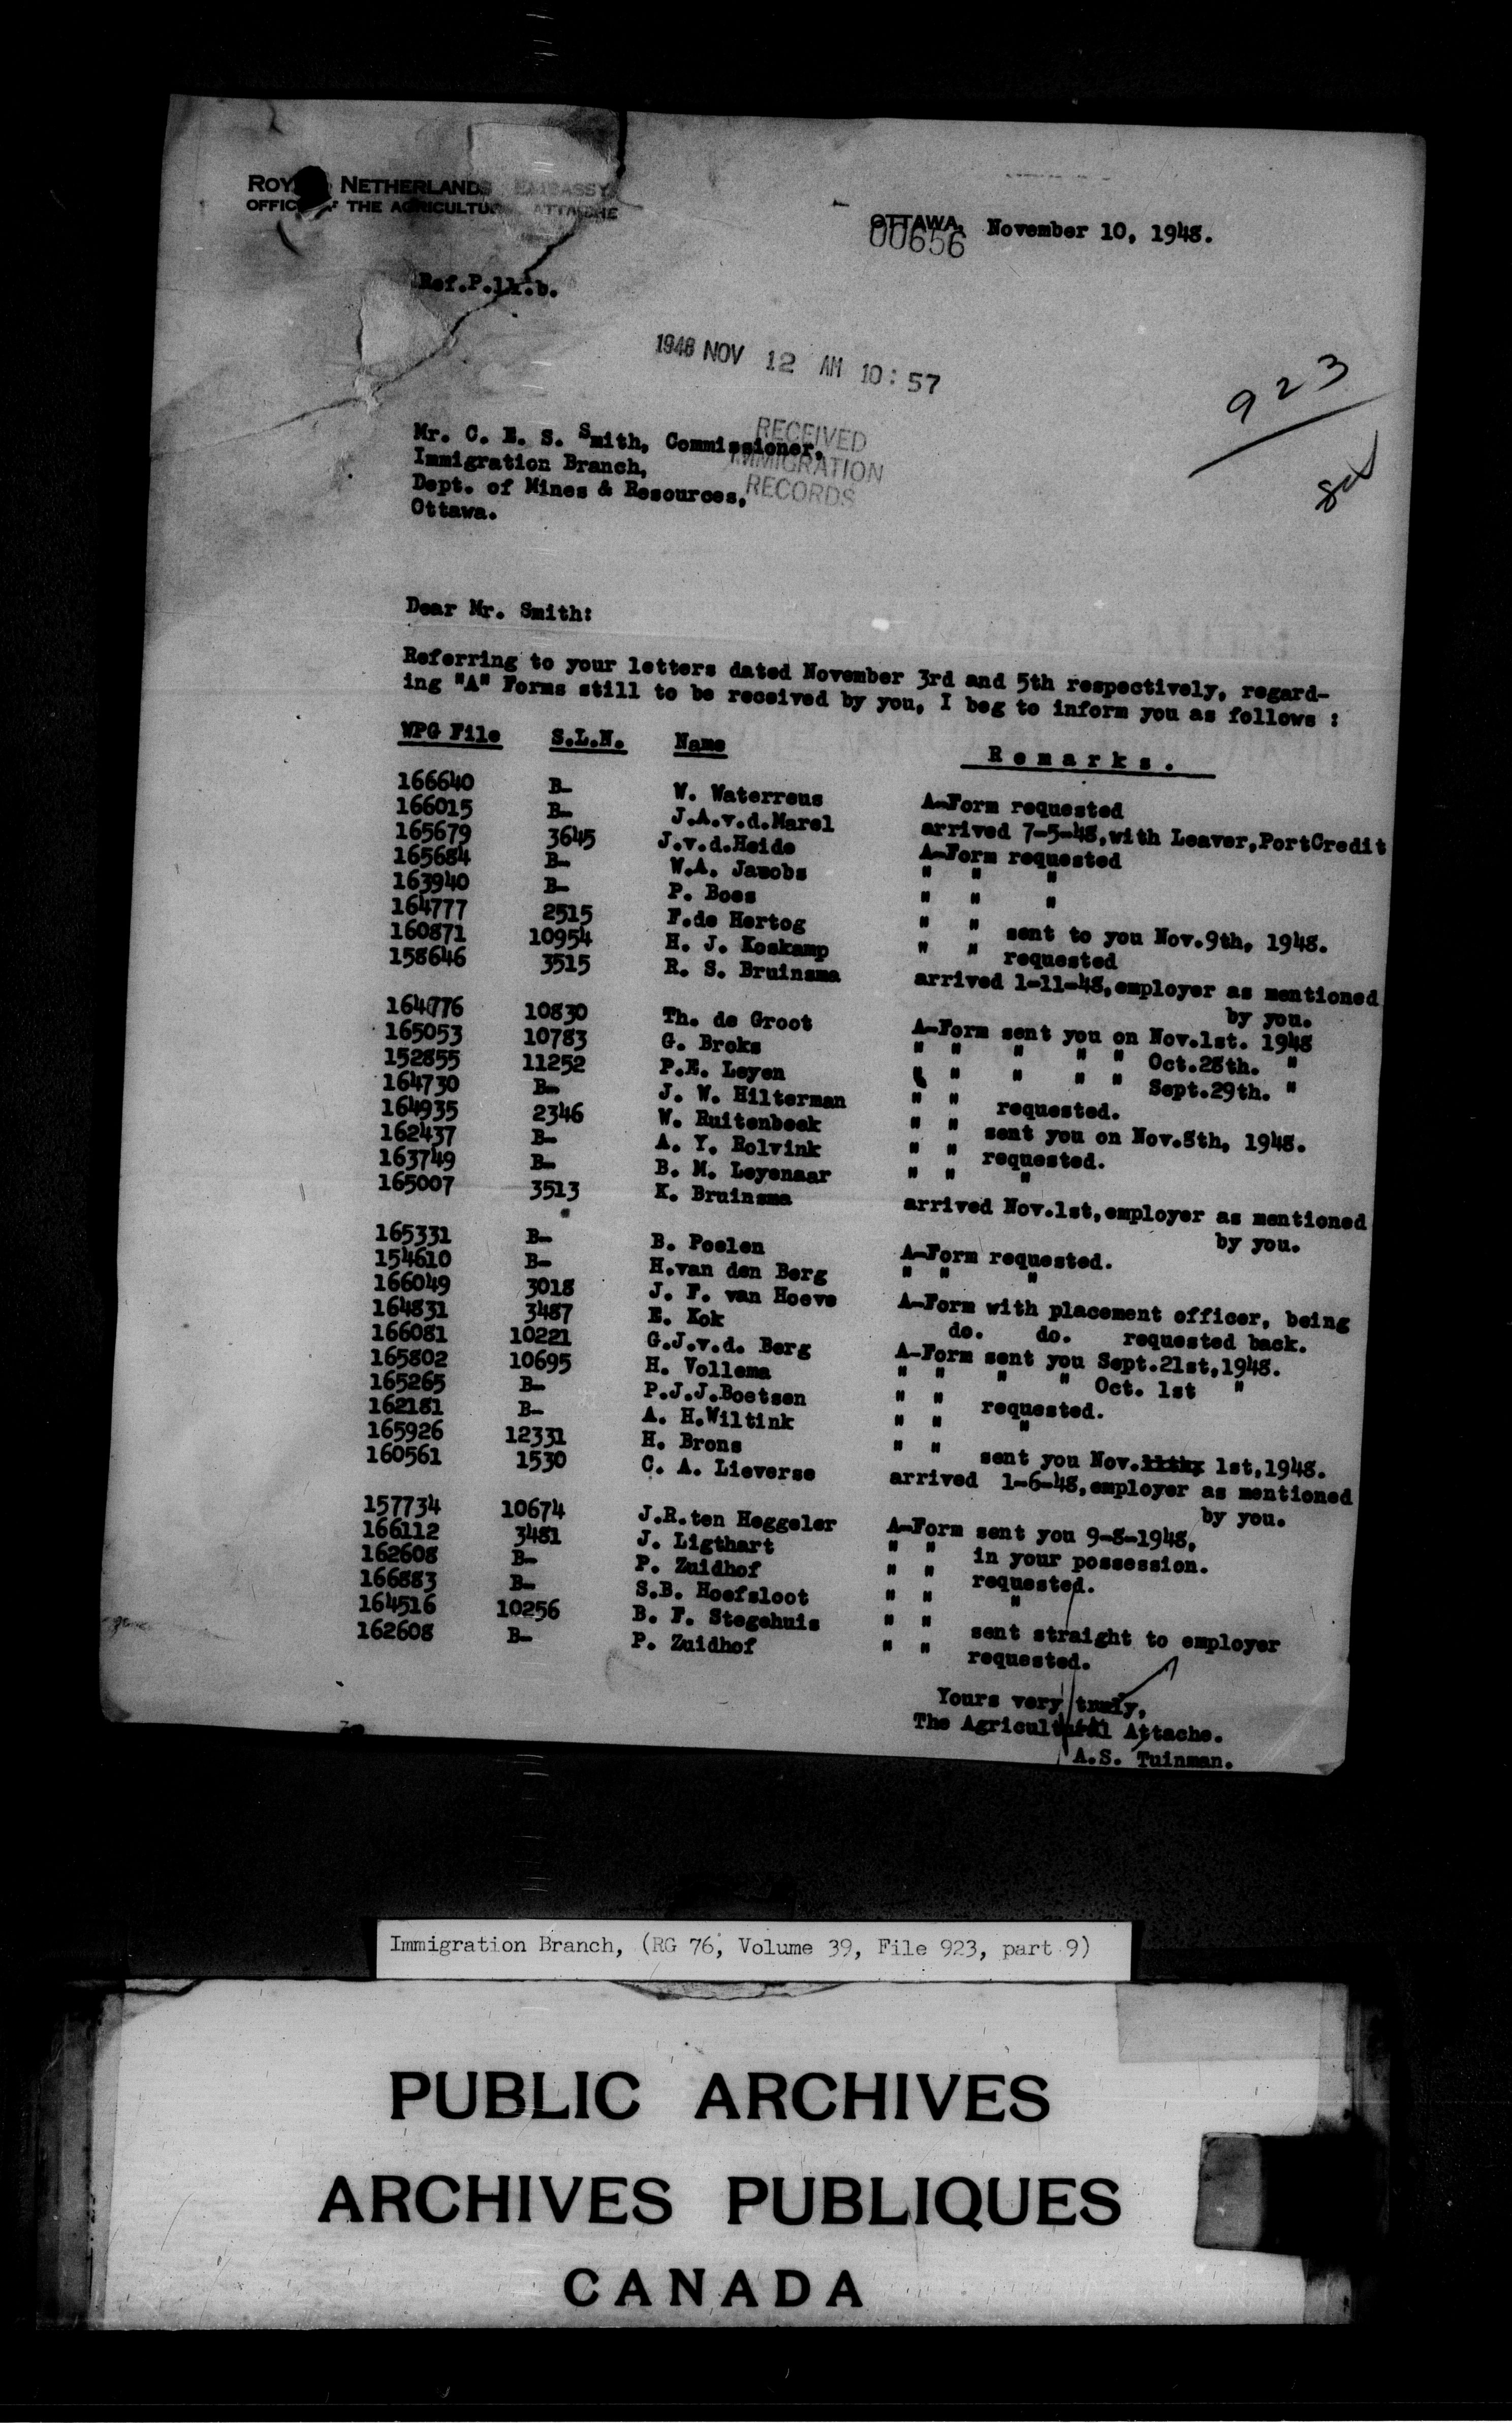 ROY NETHERLANDS EMBASSY
OFFIC F THE AGRICULTU ATTACHE
OTTAWA, November 10, 1948.
00656
Ref.P.11.b.
1948 NOV 12 AM 10:57
923
RECEIVED
IMMIGRATION
RECORDS
Mr. C. E. S. Smith, Commissioner,
Immigration Branch,
Dept. of Mines & Resources,
Ottawa.
Dear Mr. Smith:
Referring to your letters dated November 3rd and 5th respectively, regard-
ing "A" Forms still to be received by you, I beg to inform you as follows :
WPG File S.L.N. Name Remarks.
166640 B- W. Waterreus A-Form requested
166015 B- J.A.v.d.Marel arrived 7-5-48,with Leaver,PortCredit
165679 3645 J.v.d.Heide A-Form requested
165684 B- W.A. Jacobs " " "
163940 B- P. Boes " " "
164777 2515 F.de Hertog " " sent to you Nov.9th, 1948.
160871 10954 H. J. Koskamp " " requested
158646 3515 R. S. Bruinsma arrived 1-11-48,employer as mentioned
by you.
164776 10830 Th. de Groot A-Form sent you on Nov.1st. 1948
165053 10783 G. Broks " " " " " Oct.28th. "
152855 11252 P.E. Leyen " " " " " Sept.29th. "
164730 B- J. W. Hilterman " " requested.
164935 2346 W. Ruitenbeek " " sent you on Nov.8th, 1948.
162437 B- A. Y. Rolvink " " requested.
163749 B- B. M. Leyenaar " " "
165007 3513 K. Bruinsma arrived Nov.1st,employer as mentioned
by you.
165331 B- B. Poelen A-Form requested.
154610 B- H.van den Berg " " "
166049 3018 J. F. van Hoeve A-Form with placement officer, being
164831 3487 E. Kok do. do. requested back.
166081 10221 G.J.v.d. Berg A-Form sent you Sept.21st,1948.
165802 10695 H. Vollema " " " " Oct. 1st "
165265 B- P.J.J.Boetsen " " requested.
162181 B- A. H.Wiltink " " "
165926 12331 H. Brons " " sent you Nov. 1st,1948.
160561 1530 C. A. Lieverse arrived 1-6-48,employer as mentioned
by you.
157734 10674 J.R.ten Heggeler A-Form sent you 9-8-1948,
166112 3481 J. Ligthart " " in your possession.
162608 B- P. Zuidhof " " requested.
166883 B- S.B. Hoefsloot " " "
164516 10256 B. F. Stegehuis " " sent straight to employer
162608 B- P. Zuidhof " " requested.
Yours very truly,
The Agricultural Attache.
A.S. Tuinman.
Immigration Branch, (RG 76, Volume 39, File 923, part 9)
PUBLIC ARCHIVES
ARCHIVES PUBLIQUES
CANADA